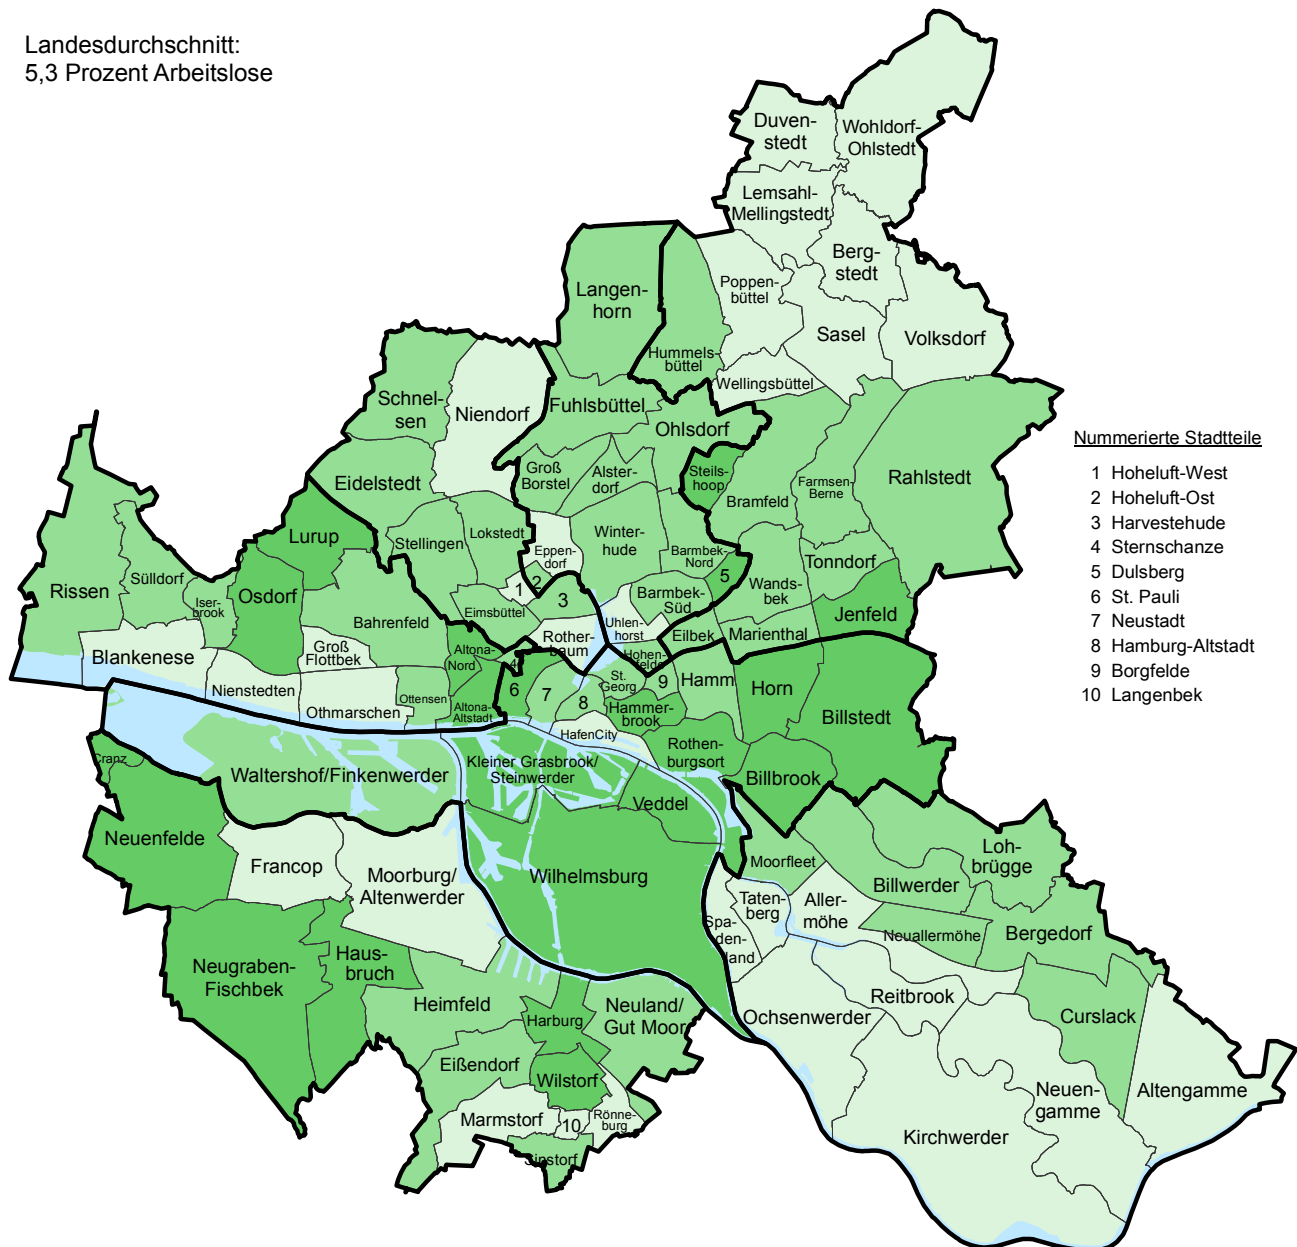 Landesdurchschnitt:
5,3 Prozent Arbeitslose
Duven-
stedt
Wohldorf-
Ohlstedt
Lemsahl-
Mellingstedt
Berg-
stedt
Poppen-
büttel
Sasel
Volksdorf
Langen-
horn
Hummels-
büttel
Wellingsbüttel
Schnel-
sen
Niendorf
Fuhlsbüttel
Ohlsdorf
Nummerierte Stadtteile
1 Hoheluft-West
2 Hoheluft-Ost
3 Harvestehude
4 Sternschanze
5 Dulsberg
6 St. Pauli
7 Neustadt
8 Hamburg-Altstadt
9 Borgfelde
10 Langenbek
Eidelstedt
Groß
Borstel
Alster-
dorf
Steils-
hoop
Bramfeld
Farmsen-
Berne
Rahlstedt
Lurup
Stellingen
Lokstedt
Eppen-
dorf
Winter-
hude
Barmbek-
Nord
5
Tonndorf
Wands-
bek
Rissen
Sülldorf
Iser-
brook
Osdorf
Bahrenfeld
Eimsbüttel
1
2
3
Barmbek-
Süd
Uhlen-
horst
Jenfeld
Blankenese
Groß
Flottbek
Altona-
Nord
4
Rother-
baum
Hohen-
felde
Eilbek
Marienthal
Nienstedten
Othmarschen
Ottensen
Altona-
Altstadt
6
7
8
St.
Georg
9
Hamm
Horn
Billstedt
Hammer-
brook
HafenCity
Rothen-
burgsort
Billbrook
Cranz
Waltershof/Finkenwerder
Kleiner Grasbrook/
Steinwerder
Veddel
Neuenfelde
Francop
Moorburg/
Altenwerder
Wilhelmsburg
Moorfleet
Billwerder
Loh-
brügge
Taten-
berg
Aller-
möhe
Spa-
den-
land
Neuallermöhe
Bergedorf
Neugraben-
Fischbek
Haus-
bruch
Heimfeld
Harburg
Neuland/
Gut Moor
Ochsenwerder
Reitbrook
Curslack
Eißendorf
Wilstorf
Marmstorf
10
Rönne-
burg
Sinstorf
Neuen-
gamme
Altengamme
Kirchwerder